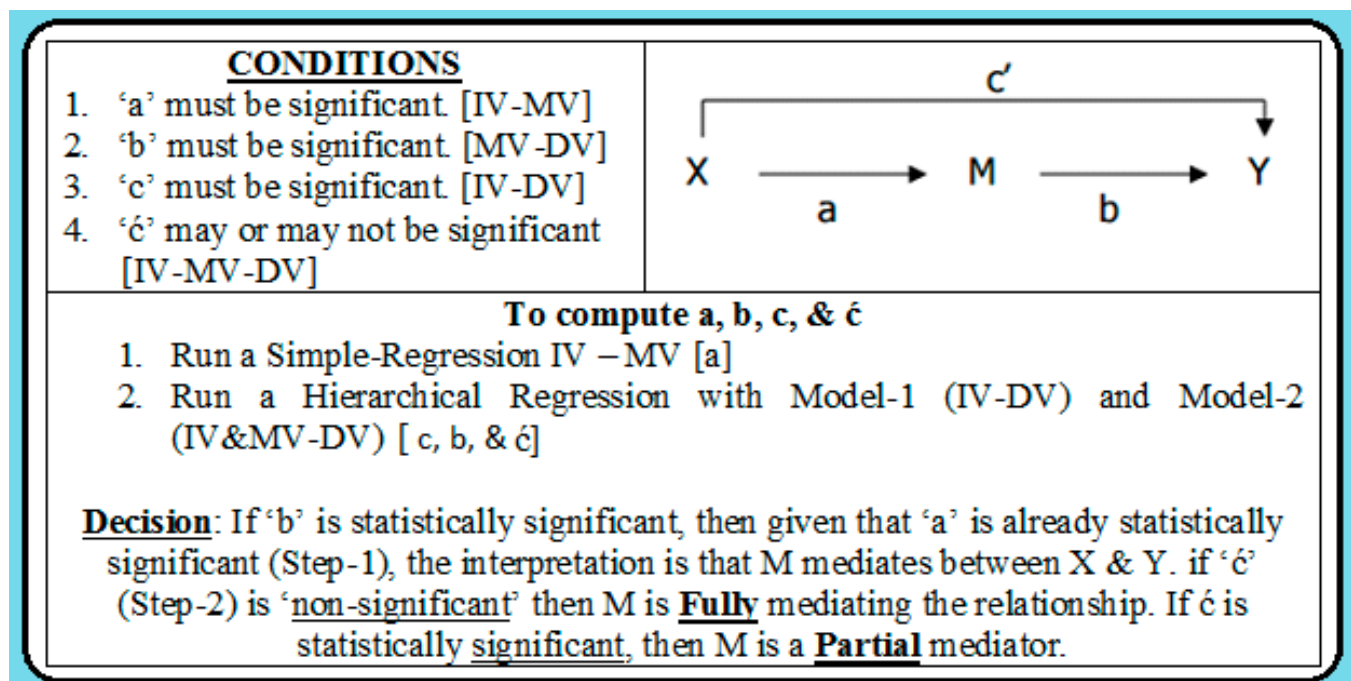 CONDITIONS
1. ‘a’ must be significant. [IV-MV]
2. ‘b’ must be significant. [MV-DV]
3. ‘c’ must be significant. [IV-DV]
4. ‘ć’ may or may not be significant
[IV-MV-DV]
c’
X M Y
a b
To compute a, b, c, & ć
1. Run a Simple-Regression IV – MV [a]
2. Run a Hierarchical Regression with Model-1 (IV-DV) and Model-2
(IV&MV-DV) [ c, b, & ć]
Decision: If ‘b’ is statistically significant, then given that ‘a’ is already statistically
significant (Step-1), the interpretation is that M mediates between X & Y. if ‘ć’
(Step-2) is ‘non-significant’ then M is Fully mediating the relationship. If ć is
statistically significant, then M is a Partial mediator.